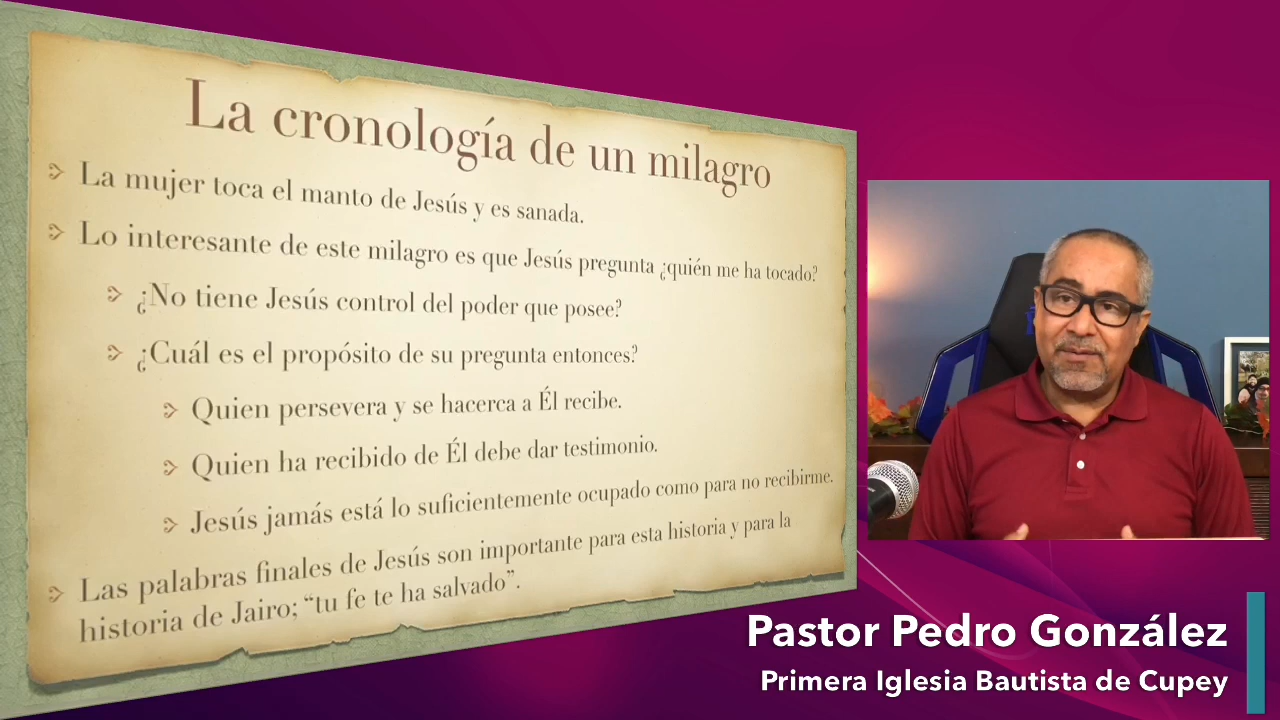 La cronología de un milagro
La mujer toca el manto de Jesús y es sanada.
Lo interesante de este milagro es que Jesús pregunta ¿quién me ha tocado?
¿No tiene Jesús control del poder que posee?
¿Cuál es el propósito de su pregunta entonces?
Quien persevera y se hacerca a Él recibe.
Quien ha recibido de Él debe dar testimonio.
Jesús jamás está lo suficientemente ocupado como para no recibirme.
Las palabras finales de Jesús son importante para esta historia y para la
historia de Jairo; “tu fe te ha salvado”.
Pastor Pedro González
Primera Iglesia Bautista de Cupey